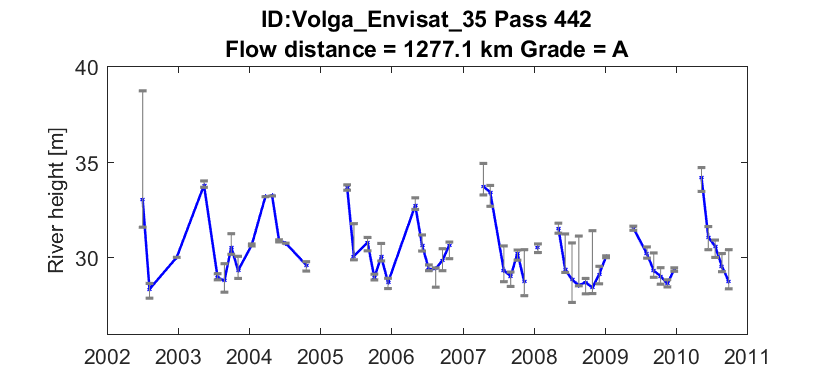 ID:Volga_Envisat_35 Pass 442
Flow distance = 1277.1 km Grade = A
40
35
30
River height [m]
2002 2003 2004 2005 2006 2007 2008 2009 2010 2011